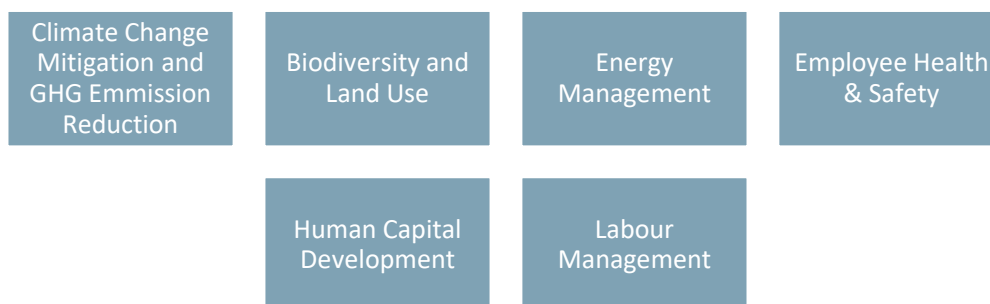 Climate Change
Mitigation and
GHG Emmission
Reduction
Biodiversity and
Land Use
Energy
Management
Employee Health
& Safety
Human Capital
Development
Labour
Management